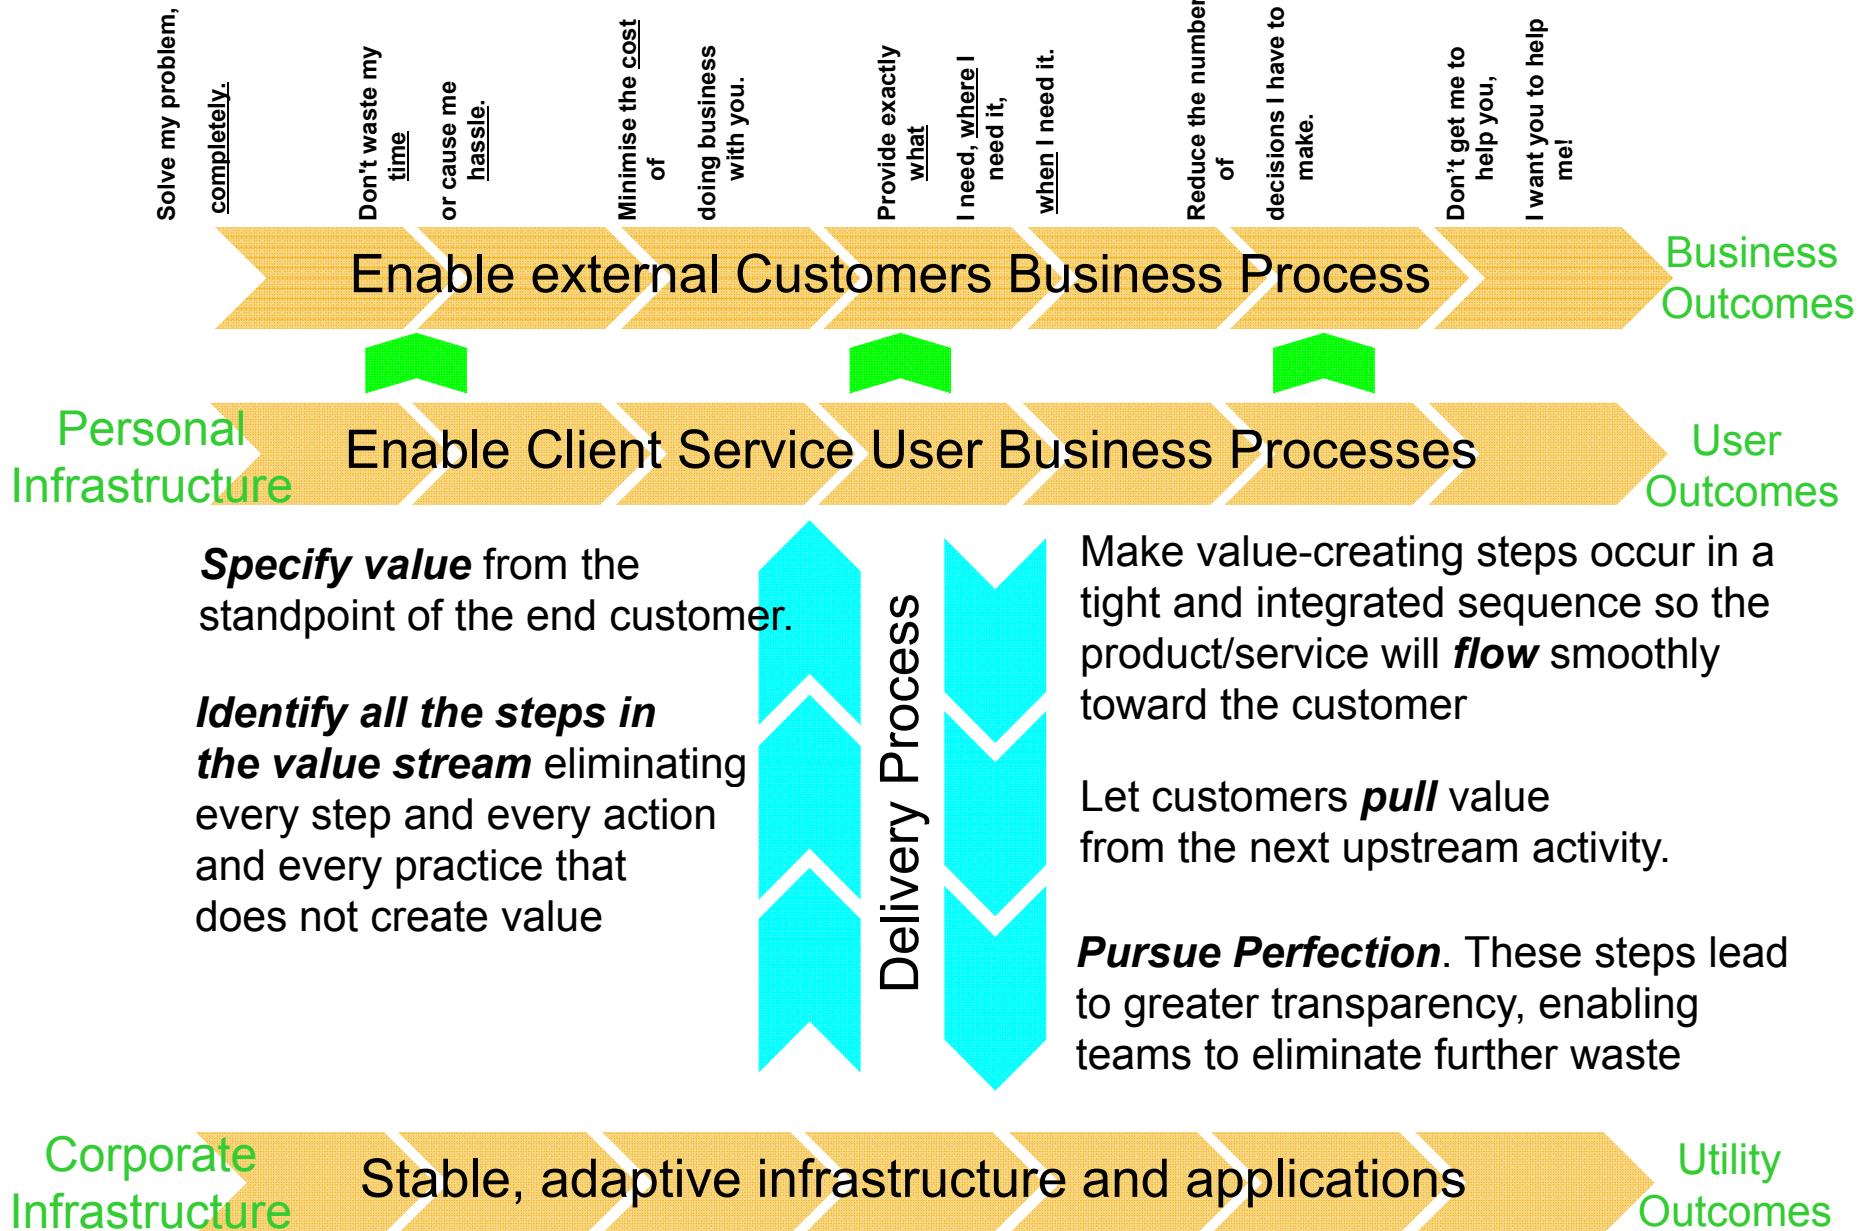 Solve my problem,
completely.
Don't waste my
time
or cause me
hassle.
Minimise the cost
of
doing business
with you.
Provide exactly
what
I need, where I
need it,
when I need it.
Reduce the number
of
decisions I have to
make.
Don't get me to
help you,
I want you to help
me!
Enable external Customers Business Process
Business
Outcomes
Personal
Infrastructure
Enable Client Service User Business Processes
User
Outcomes
Specify value from the
standpoint of the end customer.
Identify all the steps in
the value stream eliminating
every step and every action
and every practice that
does not create value
Delivery Process
Make value-creating steps occur in a
tight and integrated sequence so the
product/service will flow smoothly
toward the customer
Let customers pull value
from the next upstream activity.
Pursue Perfection. These steps lead
to greater transparency, enabling
teams to eliminate further waste
Corporate
Infrastructure
Stable, adaptive infrastructure and applications
Utility
Outcomes